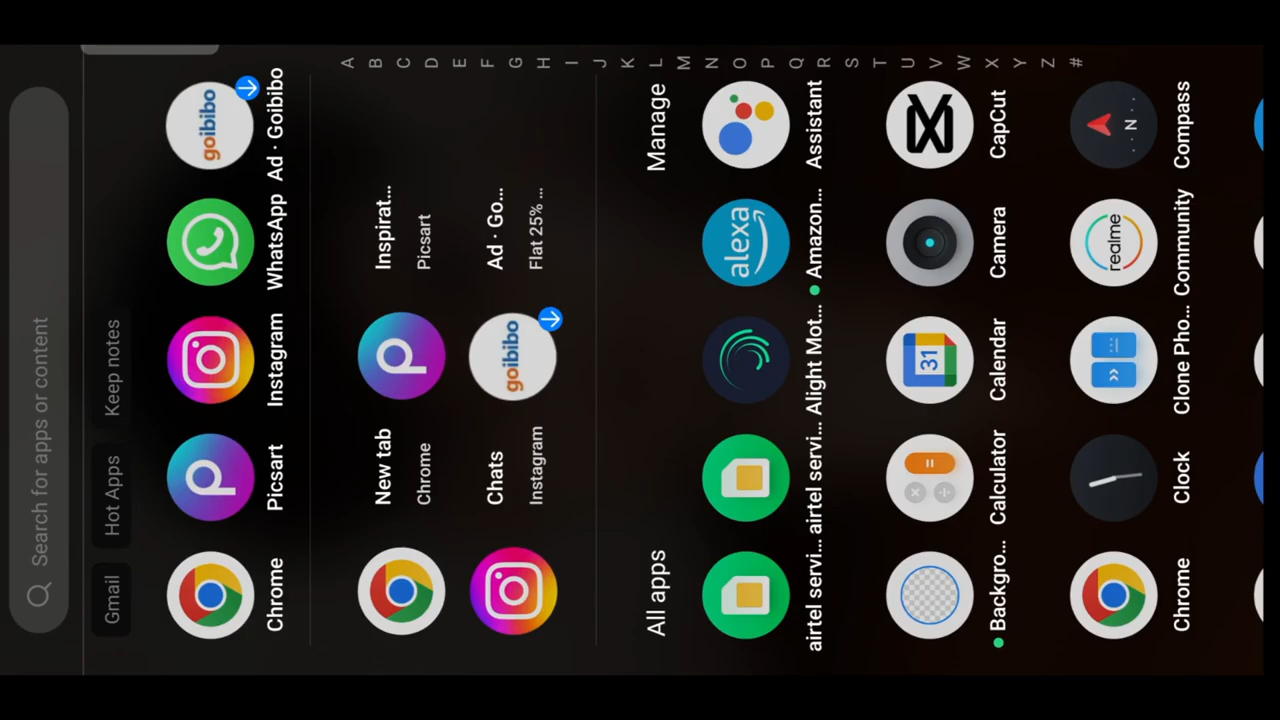 Search for apps or content
Gmail Hot Apps Keep notes
goibibo
Chrome Picsart Instagram WhatsApp Ad · Goibibo
New tab
Chrome
Inspirat...
Picsart
Chats
Instagram
goibibo
Ad · Go...
Flat 25% ...
All apps Manage
alexa
airtel servi... airtel servi... Alight Mot... Amazon... Assistant
31
Backgro... Calculator Calendar Camera CapCut
realme
N
Chrome Clock Clone Pho... Community Compass
A
B
C
D
E
F
G
H
I
J
K
L
M
N
O
P
Q
R
S
T
U
V
W
X
Y
Z
#